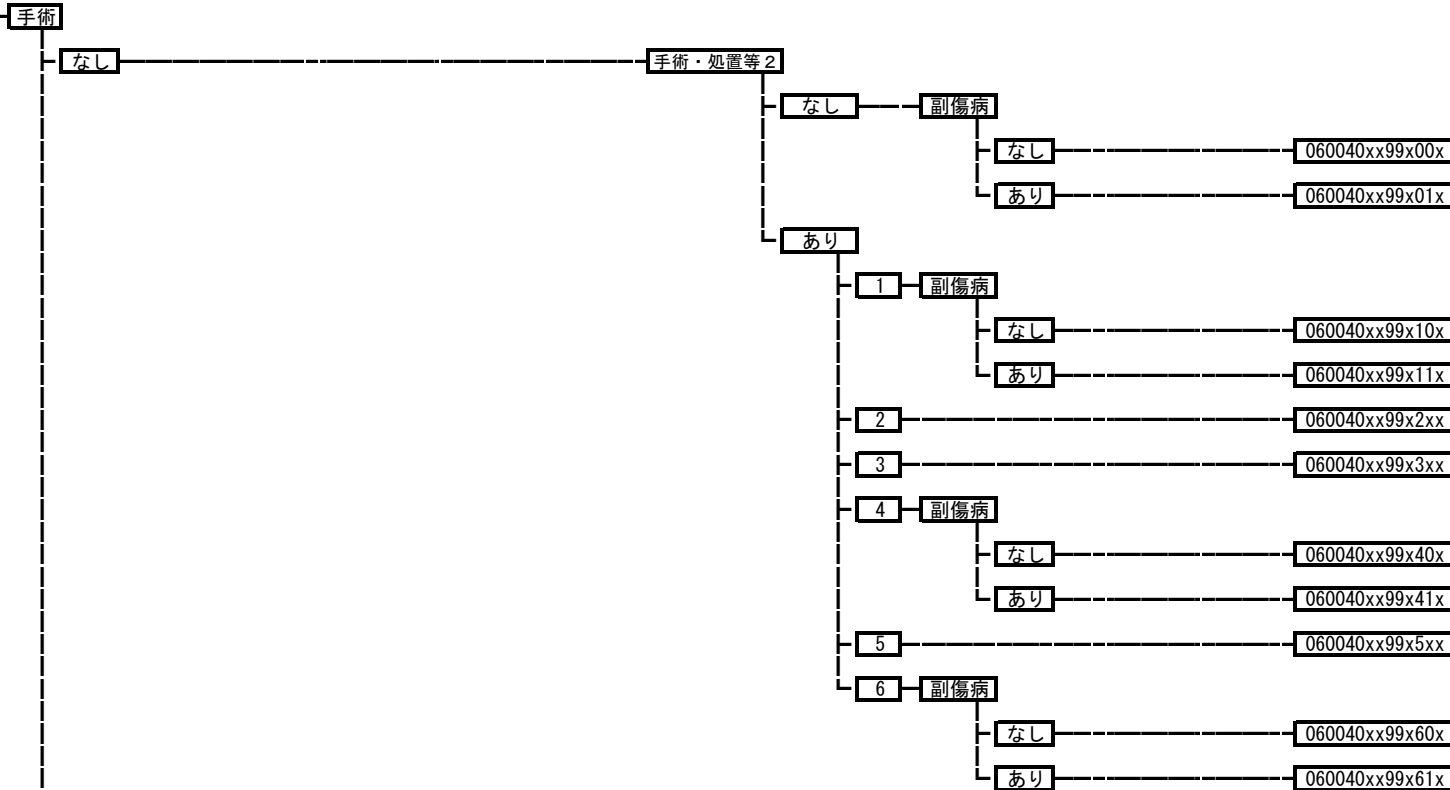 手術
なし 手術・処置等２
なし 副傷病
なし 060040xx99x00x
あり 060040xx99x01x
あり
1 副傷病
なし 060040xx99x10x
あり 060040xx99x11x
2 060040xx99x2xx
3 060040xx99x3xx
4 副傷病
なし 060040xx99x40x
あり 060040xx99x41x
5 060040xx99x5xx
6 副傷病
なし 060040xx99x60x
あり 060040xx99x61x